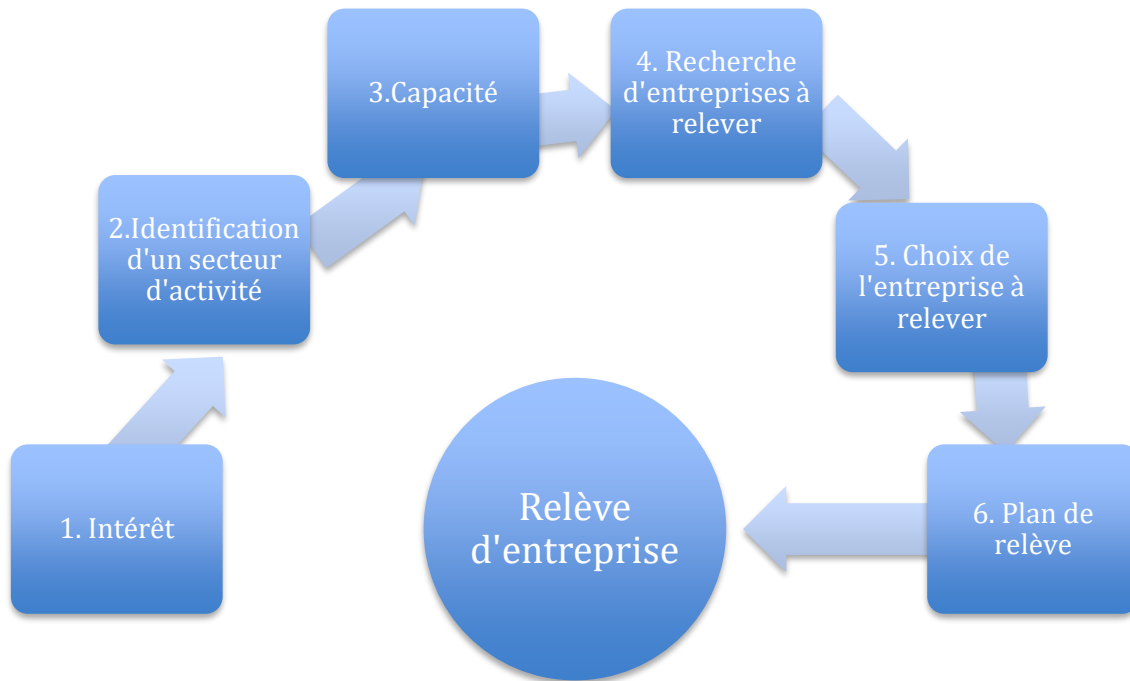 1. Intérêt
2.Identification
d'un secteur
d'activité
3.Capacité
4. Recherche
d'entreprises à
relever
5. Choix de
l'entreprise à
relever
6. Plan de
relève
Relève
d'entreprise